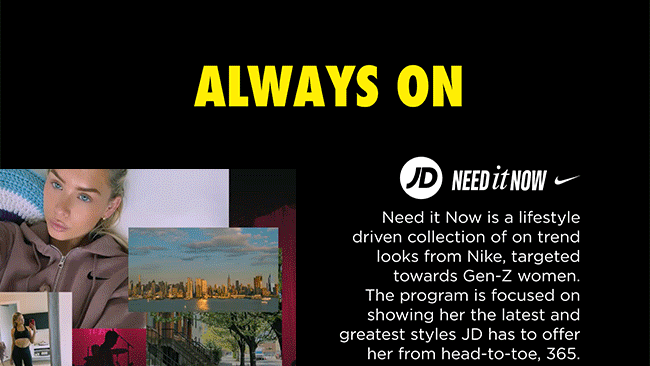 ALWAYS ON
JD NEED it NOW
Need it Now is a lifestyle
driven collection of on trend
looks from Nike, targeted
towards Gen-Z women.
The program is focused on
showing her the latest and
greatest styles JD has to offer
her from head-to-toe, 365.